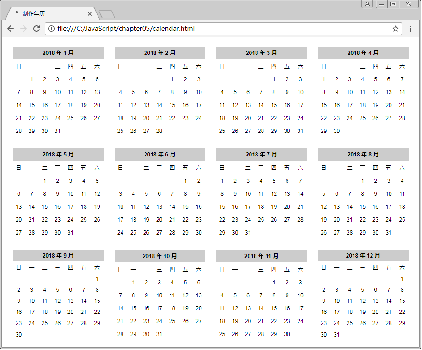 制作年历
file:///C:/JavaScript/chapter05/calendar.html
2018 年 1 月
日 一 二 三 四 五 六
1 2 3 4 5 6
7 8 9 10 11 12 13
14 15 16 17 18 19 20
21 22 23 24 25 26 27
28 29 30 31
2018 年 2 月
日 一 二 三 四 五 六
1 2 3
4 5 6 7 8 9 10
11 12 13 14 15 16 17
18 19 20 21 22 23 24
25 26 27 28
2018 年 3 月
日 一 二 三 四 五 六
1 2 3
4 5 6 7 8 9 10
11 12 13 14 15 16 17
18 19 20 21 22 23 24
25 26 27 28 29 30 31
2018 年 4 月
日 一 二 三 四 五 六
1 2 3 4 5 6 7
8 9 10 11 12 13 14
15 16 17 18 19 20 21
22 23 24 25 26 27 28
29 30
2018 年 5 月
日 一 二 三 四 五 六
1 2 3 4 5
6 7 8 9 10 11 12
13 14 15 16 17 18 19
20 21 22 23 24 25 26
27 28 29 30 31
2018 年 6 月
日 一 二 三 四 五 六
1 2
3 4 5 6 7 8 9
10 11 12 13 14 15 16
17 18 19 20 21 22 23
24 25 26 27 28 29 30
2018 年 7 月
日 一 二 三 四 五 六
1 2 3 4 5 6 7
8 9 10 11 12 13 14
15 16 17 18 19 20 21
22 23 24 25 26 27 28
29 30 31
2018 年 8 月
日 一 二 三 四 五 六
1 2 3 4
5 6 7 8 9 10 11
12 13 14 15 16 17 18
19 20 21 22 23 24 25
26 27 28 29 30 31
2018 年 9 月
日 一 二 三 四 五 六
1
2 3 4 5 6 7 8
9 10 11 12 13 14 15
16 17 18 19 20 21 22
23 24 25 26 27 28 29
30
2018 年 10 月
日 一 二 三 四 五 六
1 2 3 4 5 6
7 8 9 10 11 12 13
14 15 16 17 18 19 20
21 22 23 24 25 26 27
28 29 30 31
2018 年 11 月
日 一 二 三 四 五 六
1 2 3
4 5 6 7 8 9 10
11 12 13 14 15 16 17
18 19 20 21 22 23 24
25 26 27 28 29 30
2018 年 12 月
日 一 二 三 四 五 六
1
2 3 4 5 6 7 8
9 10 11 12 13 14 15
16 17 18 19 20 21 22
23 24 25 26 27 28 29
30 31